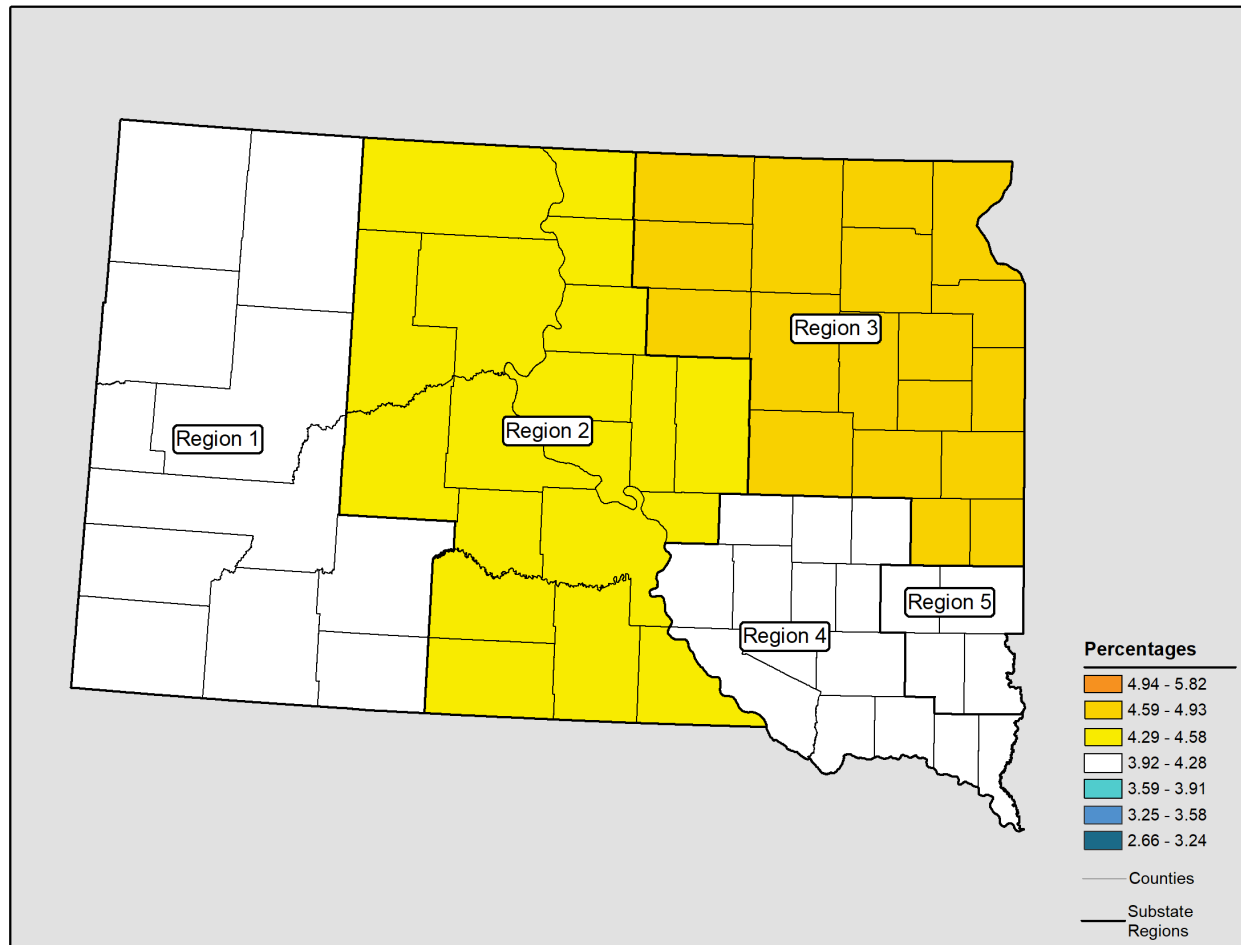 Region 3
Region 2
Region 1
Region 5
Region 4
Percentages
4.94 - 5.82
4.59 - 4.93
4.29 - 4.58
3.92 - 4.28
3.59 - 3.91
3.25 - 3.58
2.66 - 3.24
Counties
Substate
Regions